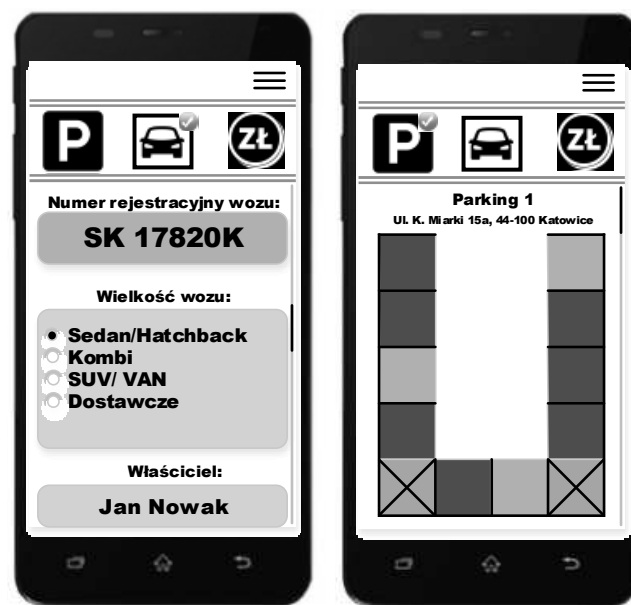 P
ZŁ
Numer rejestracyjny wozu:
SK 17820K
Wielkość wozu:
Sedan/Hatchback
Kombi
SUV/ VAN
Dostawcze
Właściciel:
Jan Nowak
P
ZŁ
Parking 1
Ul. K. Miarki 15a, 44-100 Katowice